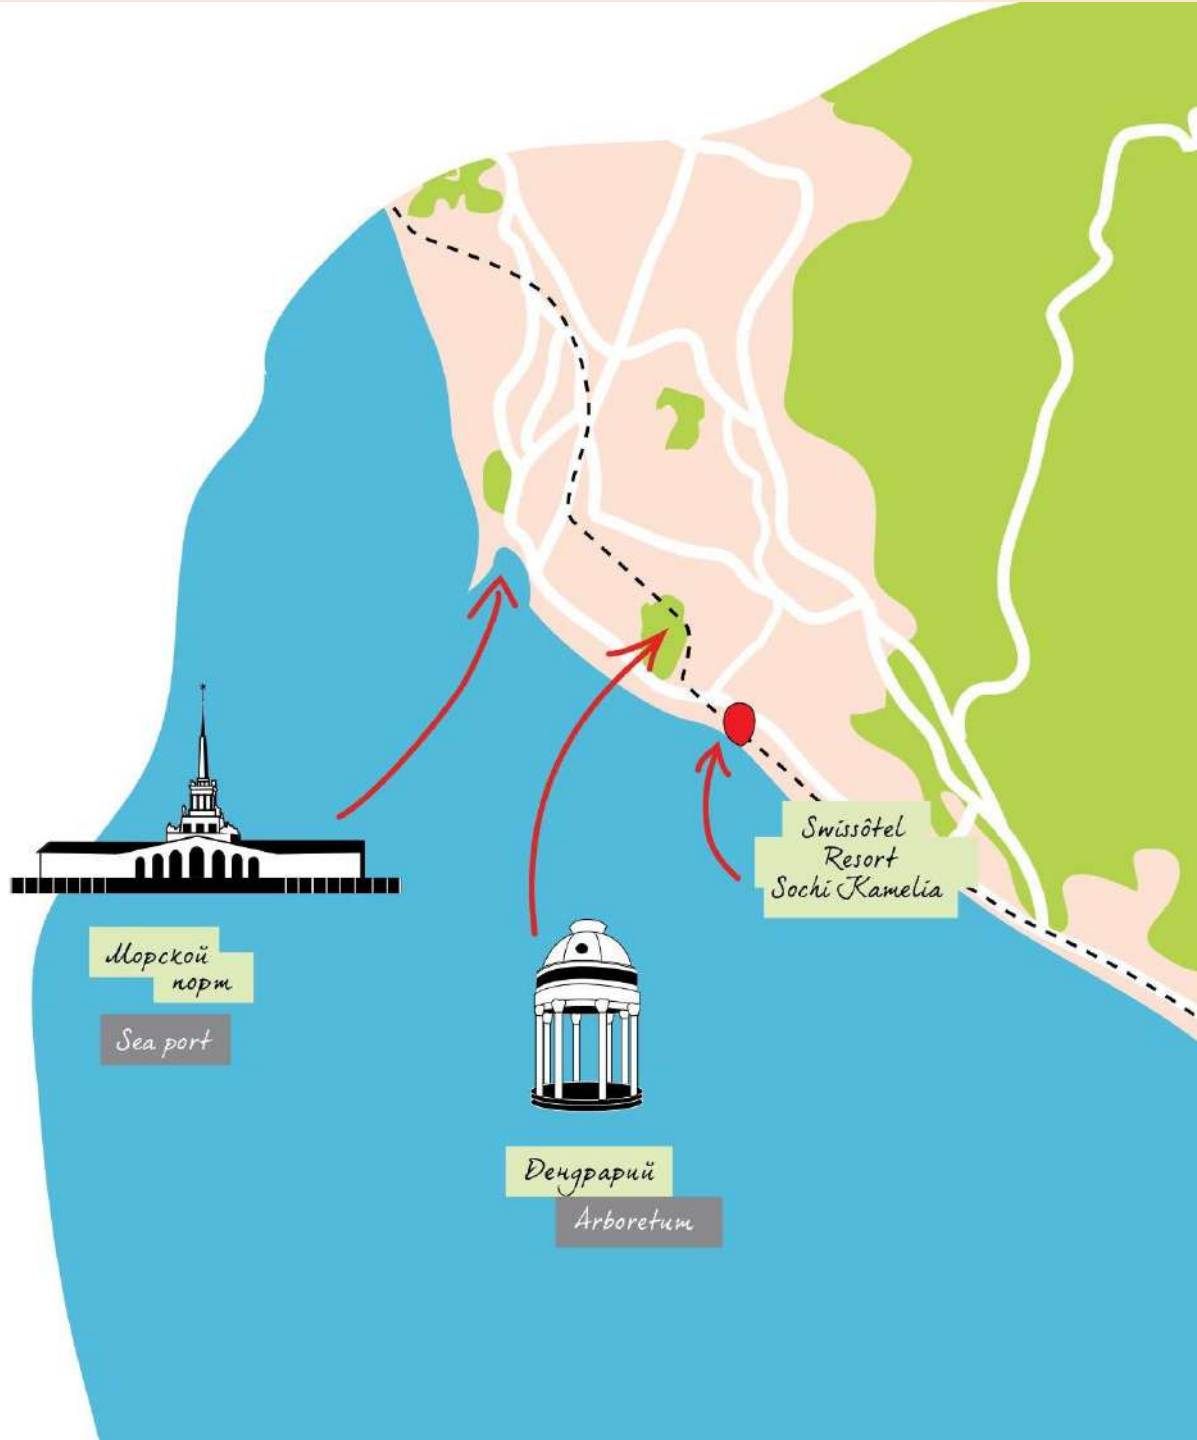 Swissôtel
Resort
Sochi Kamelia
Морской
порт
Sea port
Дендрарий
Arboretum